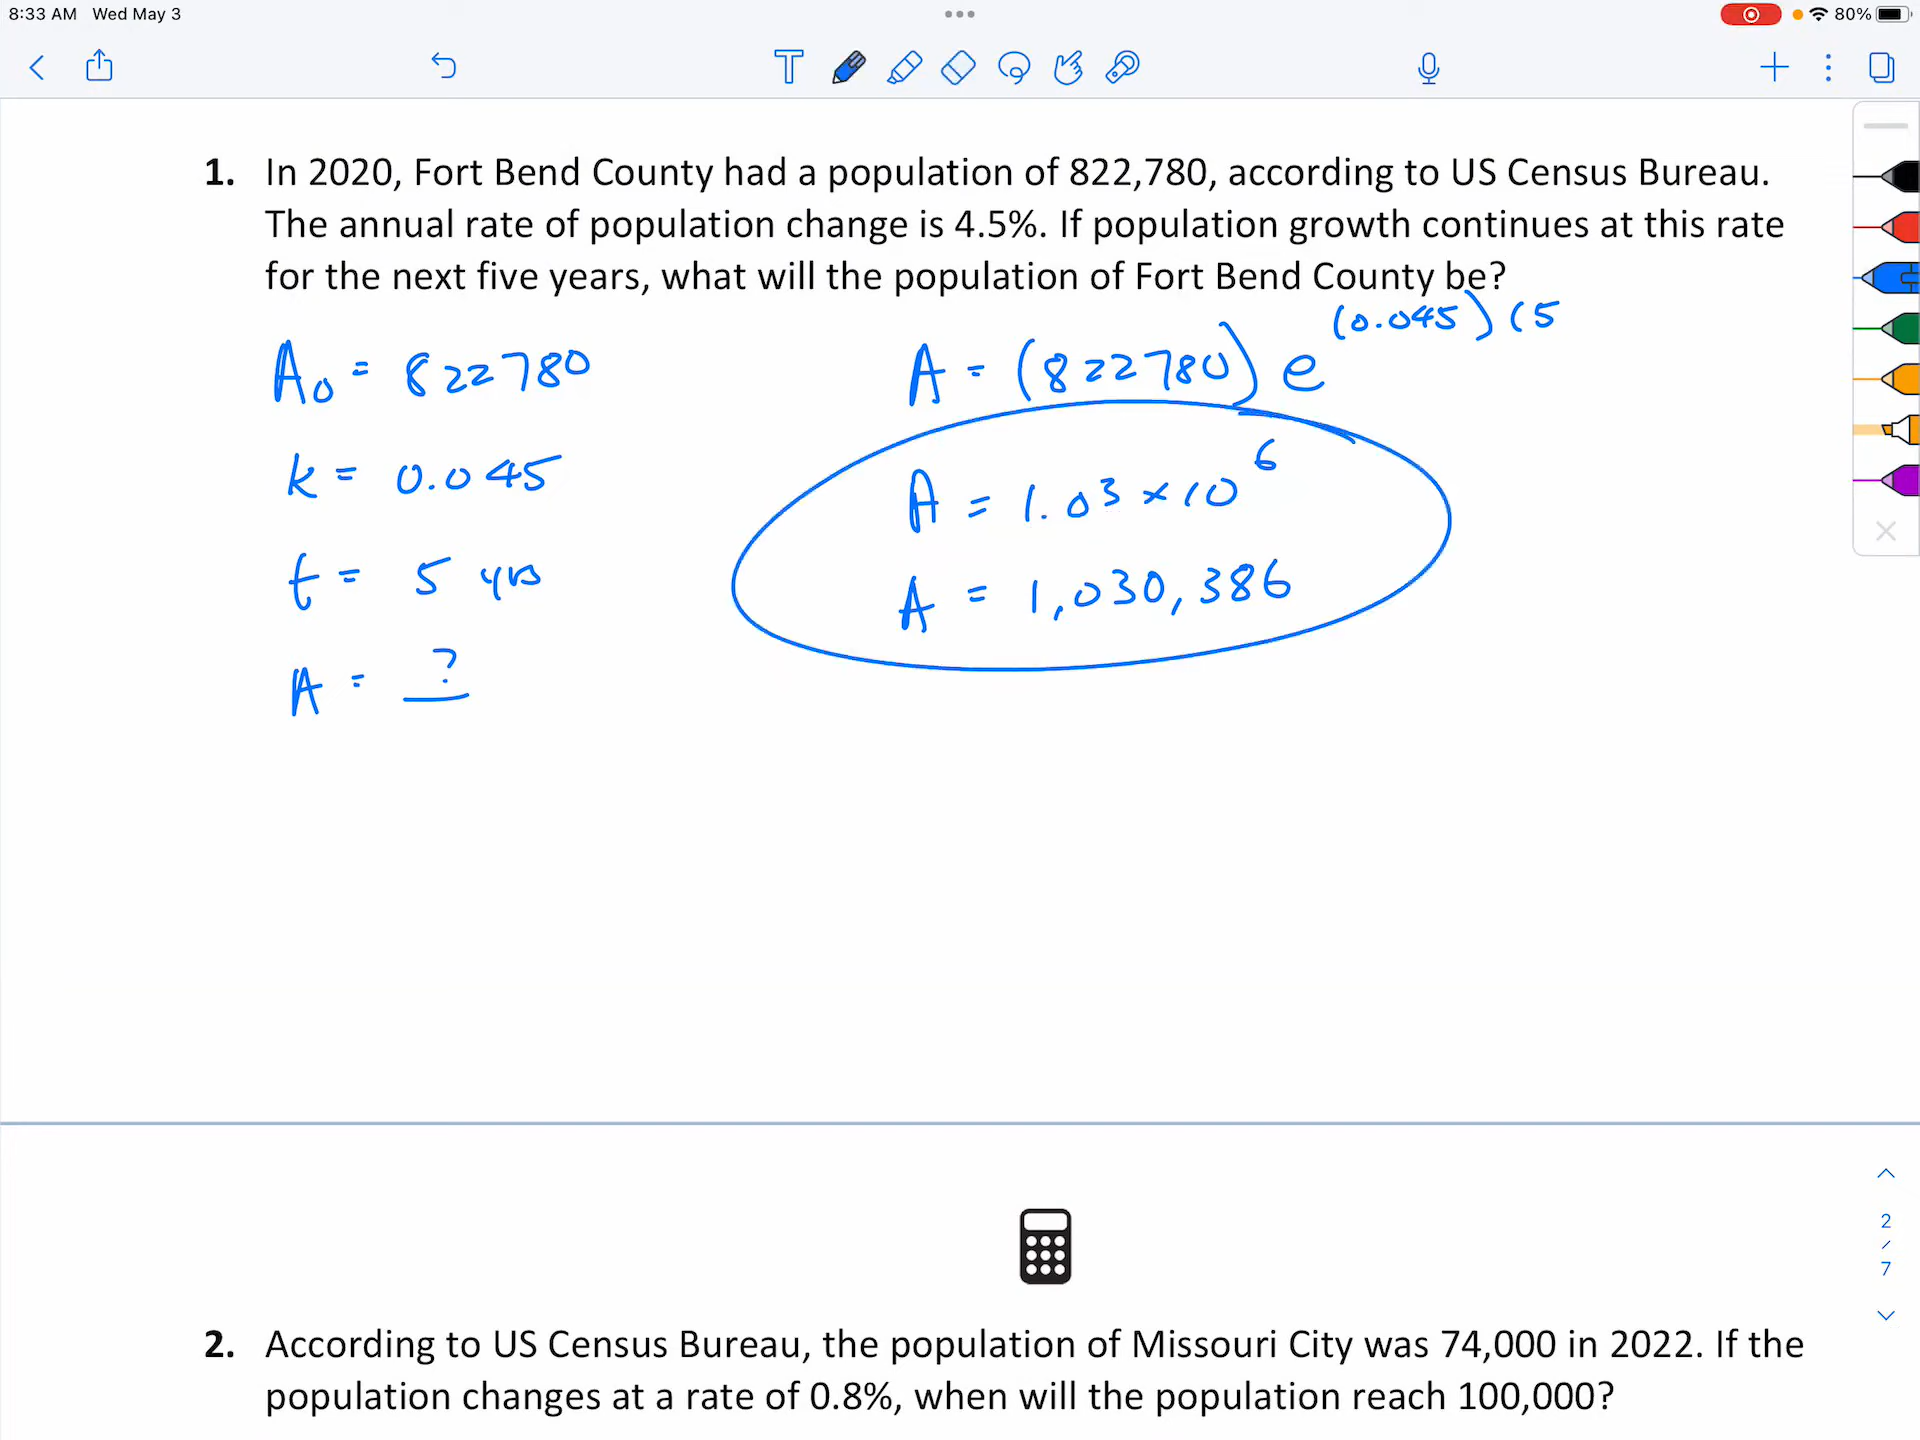 8:33 AM Wed May 3
80%
1. In 2020, Fort Bend County had a population of 822,780, according to US Census Bureau.
The annual rate of population change is 4.5%. If population growth continues at this rate
for the next five years, what will the population of Fort Bend County be?
A₀ = 822780
k = 0.045
t = 5 yrs
A = ?
A = (822780) e^(0.045)(5
A = 1.03 × 10⁶
A = 1,030,386
2
/
7
2. According to US Census Bureau, the population of Missouri City was 74,000 in 2022. If the
population changes at a rate of 0.8%, when will the population reach 100,000?